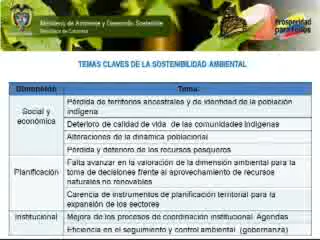 Ministerio de Ambiente y Desarrollo Sostenible
República de Colombia
Prosperidad
para todos
TEMAS CLAVES DE LA SOSTENIBILIDAD AMBIENTAL
Dimensión
Tema:
Social y
económica
Pérdida de territorios ancestrales y de identidad de la población
indígena
Deterioro de calidad de vida de las comunidades indígenas
Alteraciones de la dinámica poblacional
Pérdida y deterioro de los recursos pesqueros
Planificación
Falta avanzar en la valoración de la dimensión ambiental para la
toma de decisiones frente al aprovechamiento de recursos
naturales no renovables
Carencia de instrumentos de planificación territorial para la
expansión de los sectores
Institucional
Mejora de los procesos de coordinación institucional. Agendas
Eficiencia en el seguimiento y control ambiental. (gobernanza)